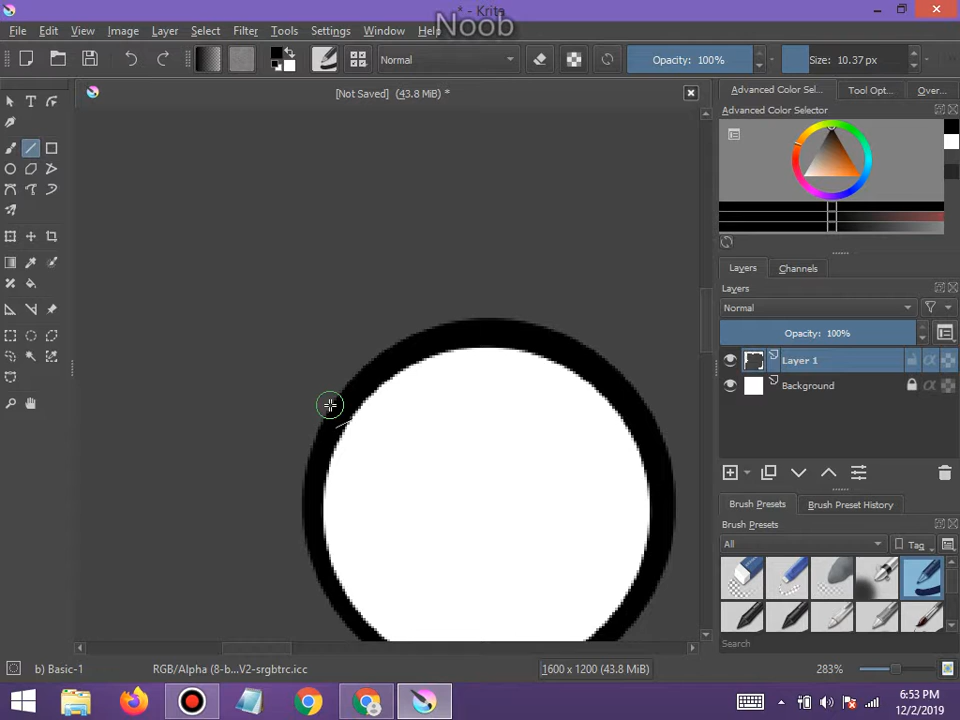 * - Krita
Noob
File Edit View Image Layer Select Filter Tools Settings Window Help
Normal
Opacity: 100%
Size: 10.37 px
[Not Saved] (43.8 MiB) *
Advanced Color Sel... Tool Opt... Over...
Advanced Color Selector
Layers Channels
Layers
Normal
Opacity: 100%
Layer 1
Background
Brush Presets Brush Preset History
Brush Presets
All
Tag
Search
b) Basic-1
RGB/Alpha (8-b...V2-srgbtrc.icc
1600 x 1200 (43.8 MiB)
283%
6:53 PM
12/2/2019